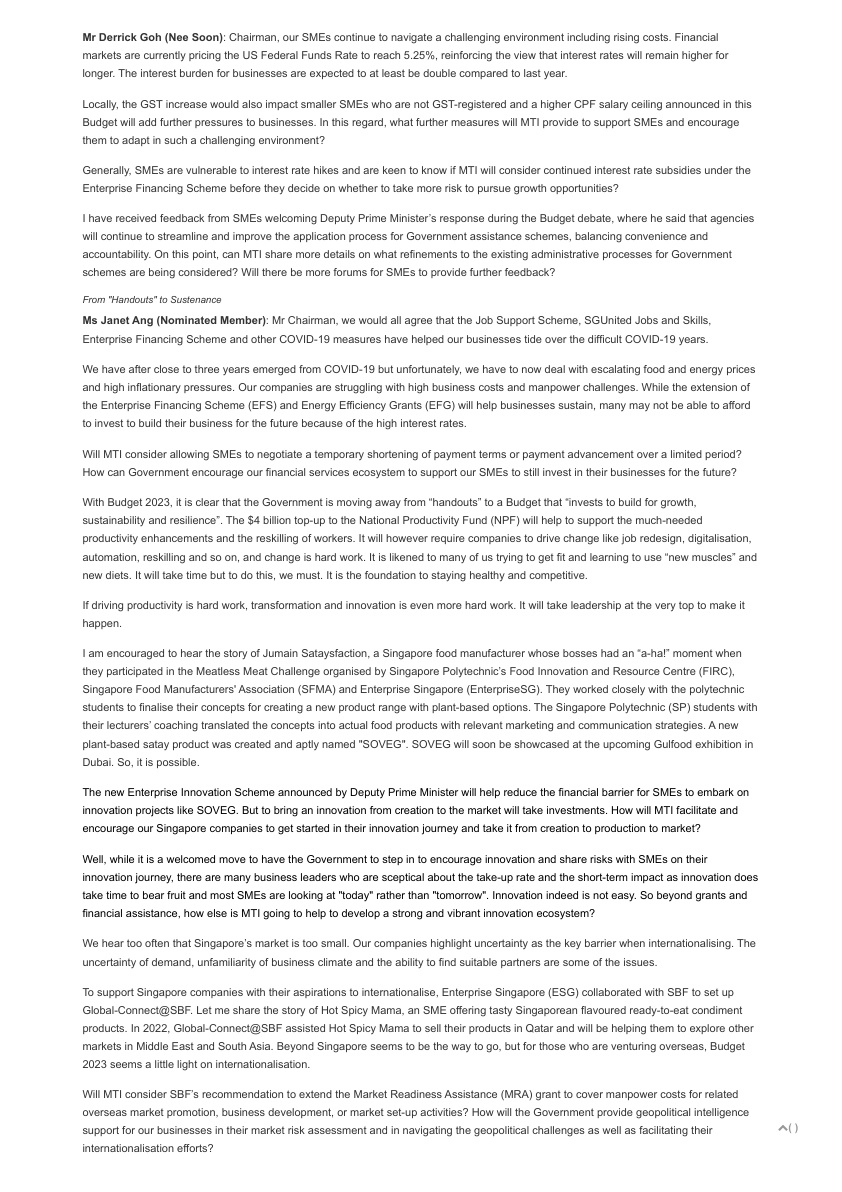 Mr Derrick Goh (Nee Soon): Chairman, our SMEs continue to navigate a challenging environment including rising costs. Financial
markets are currently pricing the US Federal Funds Rate to reach 5.25%, reinforcing the view that interest rates will remain higher for
longer. The interest burden for businesses are expected to at least be double compared to last year.
Locally, the GST increase would also impact smaller SMEs who are not GST-registered and a higher CPF salary ceiling announced in this
Budget will add further pressures to businesses. In this regard, what further measures will MTI provide to support SMEs and encourage
them to adapt in such a challenging environment?
Generally, SMEs are vulnerable to interest rate hikes and are keen to know if MTI will consider continued interest rate subsidies under the
Enterprise Financing Scheme before they decide on whether to take more risk to pursue growth opportunities?
I have received feedback from SMEs welcoming Deputy Prime Minister's response during the Budget debate, where he said that agencies
will continue to streamline and improve the application process for Government assistance schemes, balancing convenience and
accountability. On this point, can MTI share more details on what refinements to the existing administrative processes for Government
schemes are being considered? Will there be more forums for SMEs to provide further feedback?
From "Handouts" to Sustenance
Ms Janet Ang (Nominated Member): Mr Chairman, we would all agree that the Job Support Scheme, SGUnited Jobs and Skills,
Enterprise Financing Scheme and other COVID-19 measures have helped our businesses tide over the difficult COVID-19 years.
We have after close to three years emerged from COVID-19 but unfortunately, we have to now deal with escalating food and energy prices
and high inflationary pressures. Our companies are struggling with high business costs and manpower challenges. While the extension of
the Enterprise Financing Scheme (EFS) and Energy Efficiency Grants (EFG) will help businesses sustain, many may not be able to afford
to invest to build their business for the future because of the high interest rates.
Will MTI consider allowing SMEs to negotiate a temporary shortening of payment terms or payment advancement over a limited period?
How can Government encourage our financial services ecosystem to support our SMEs to still invest in their businesses for the future?
With Budget 2023, it is clear that the Government is moving away from “handouts” to a Budget that “invests to build for growth,
sustainability and resilience”. The $4 billion top-up to the National Productivity Fund (NPF) will help to support the much-needed
productivity enhancements and the reskilling of workers. It will however require companies to drive change like job redesign, digitalisation,
automation, reskilling and so on, and change is hard work. It is likened to many of us trying to get fit and learning to use “new muscles” and
new diets. It will take time but to do this, we must. It is the foundation to staying healthy and competitive.
If driving productivity is hard work, transformation and innovation is even more hard work. It will take leadership at the very top to make it
happen.
I am encouraged to hear the story of Jumain Sataysfaction, a Singapore food manufacturer whose bosses had an “a-ha!” moment when
they participated in the Meatless Meat Challenge organised by Singapore Polytechnic's Food Innovation and Resource Centre (FIRC),
Singapore Food Manufacturers' Association (SFMA) and Enterprise Singapore (EnterpriseSG). They worked closely with the polytechnic
students to finalise their concepts for creating a new product range with plant-based options. The Singapore Polytechnic (SP) students with
their lecturers' coaching translated the concepts into actual food products with relevant marketing and communication strategies. A new
plant-based satay product was created and aptly named "SOVEG". SOVEG will soon be showcased at the upcoming Gulfood exhibition in
Dubai. So, it is possible.
The new Enterprise Innovation Scheme announced by Deputy Prime Minister will help reduce the financial barrier for SMEs to embark on
innovation projects like SOVEG. But to bring an innovation from creation to the market will take investments. How will MTI facilitate and
encourage our Singapore companies to get started in their innovation journey and take it from creation to production to market?
Well, while it is a welcomed move to have the Government to step in to encourage innovation and share risks with SMEs on their
innovation journey, there are many business leaders who are sceptical about the take-up rate and the short-term impact as innovation does
take time to bear fruit and most SMEs are looking at "today" rather than "tomorrow". Innovation indeed is not easy. So beyond grants and
financial assistance, how else is MTI going to help to develop a strong and vibrant innovation ecosystem?
We hear too often that Singapore's market is too small. Our companies highlight uncertainty as the key barrier when internationalising. The
uncertainty of demand, unfamiliarity of business climate and the ability to find suitable partners are some of the issues.
To support Singapore companies with their aspirations to internationalise, Enterprise Singapore (ESG) collaborated with SBF to set up
Global-Connect@SBF. Let me share the story of Hot Spicy Mama, an SME offering tasty Singaporean flavoured ready-to-eat condiment
products. In 2022, Global-Connect@SBF assisted Hot Spicy Mama to sell their products in Qatar and will be helping them to explore other
markets in Middle East and South Asia. Beyond Singapore seems to be the way to go, but for those who are venturing overseas, Budget
2023 seems a little light on internationalisation.
Will MTI consider SBF's recommendation to extend the Market Readiness Assistance (MRA) grant to cover manpower costs for related
overseas market promotion, business development, or market set-up activities? How will the Government provide geopolitical intelligence
support for our businesses in their market risk assessment and in navigating the geopolitical challenges as well as facilitating their
internationalisation efforts?
( )